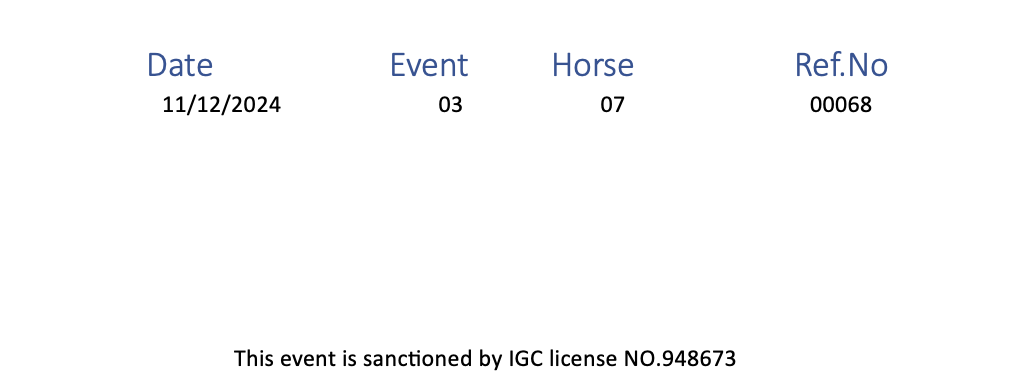 Date Event Horse Ref.No
11/12/2024 03 07 00068
This event is sanctioned by IGC license NO.948673